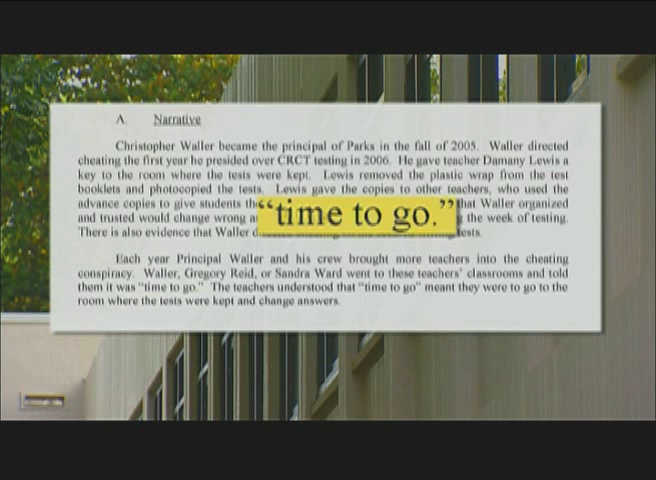 A. Narrative
Christopher Waller became the principal of Parks in the fall of 2005. Waller directed
cheating the first year he presided over CRCT testing in 2006. He gave teacher Damany Lewis a
key to the room where the tests were kept. Lewis removed the plastic wrap from the test
booklets and photocopied the tests. Lewis gave the copies to other teachers, who used the
advance copies to give students that Waller organized
and trusted would change wrong the week of testing.
There is also evidence that Waller
“time to go.”
Each year Principal Waller and his crew brought more teachers into the cheating
conspiracy. Waller, Gregory Reid, or Sandra Ward went to these teachers' classrooms and told
them it was "time to go." The teachers understood that "time to go" meant they were to go to the
room where the tests were kept and change answers.